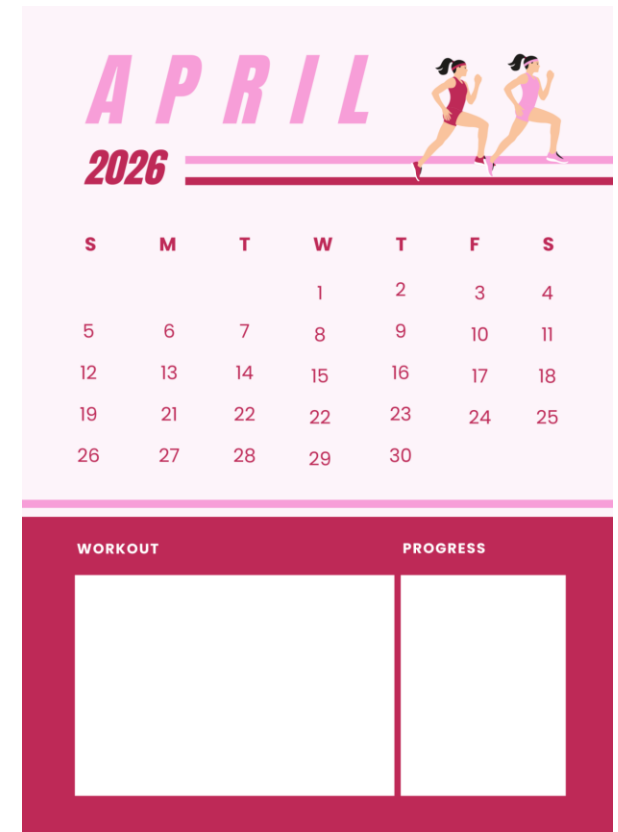 APRIL
2026
S M T W T F S
1 2 3 4
5 6 7 8 9 10 11
12 13 14 15 16 17 18
19 21 22 22 23 24 25
26 27 28 29 30
WORKOUT PROGRESS